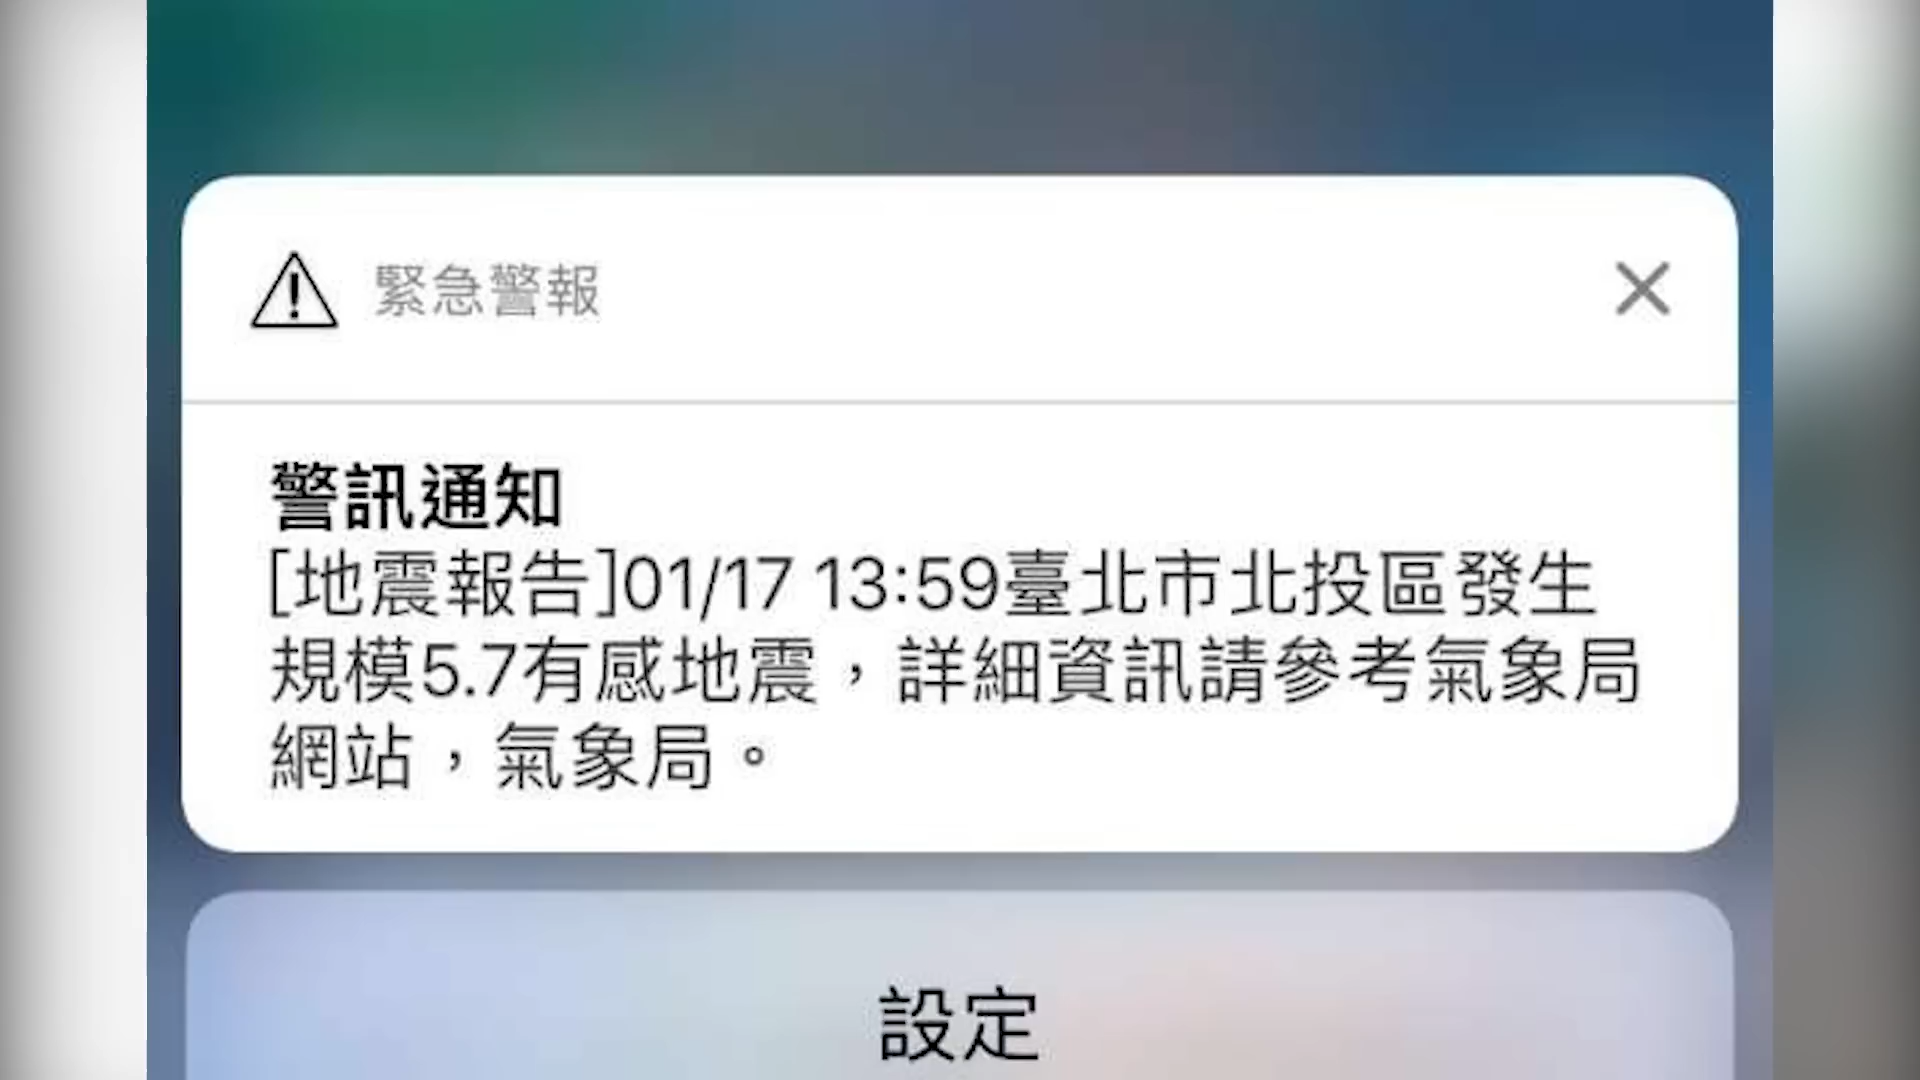 緊急警報
警訊通知
[地震報告]01/17 13:59臺北市北投區發生
規模5.7有感地震，詳細資訊請參考氣象局
網站，氣象局。
設定